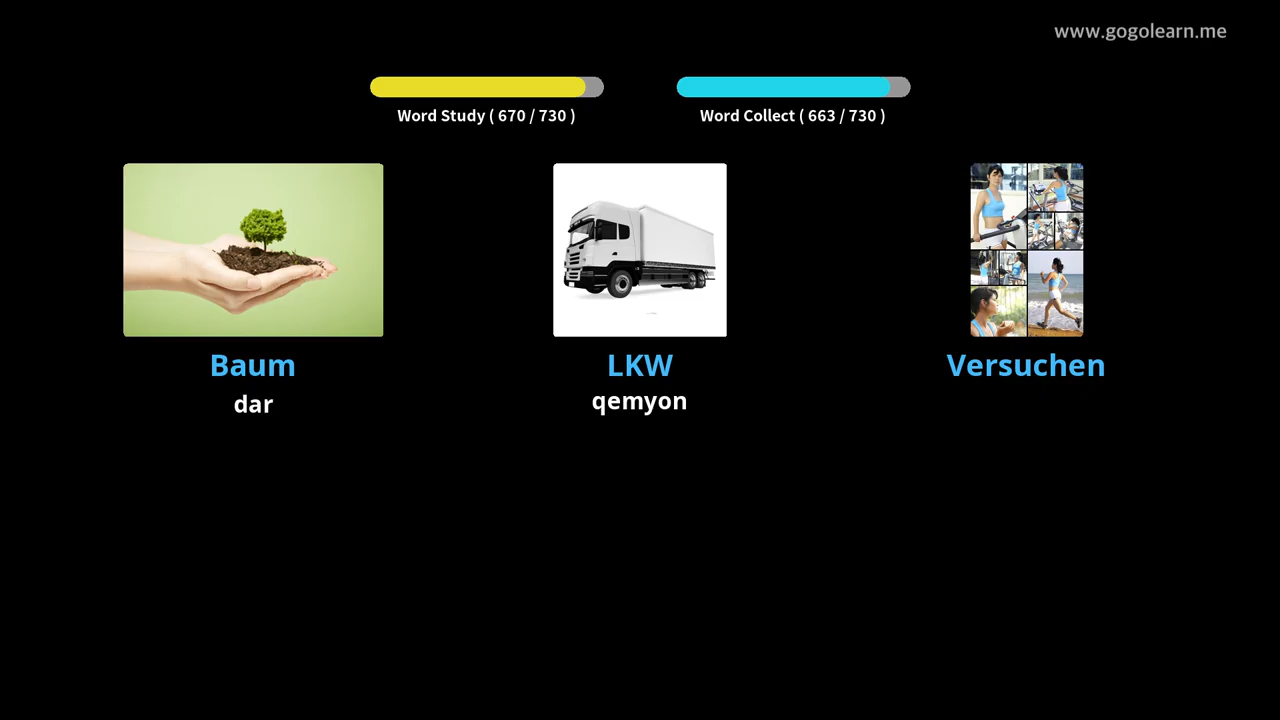 www.gogolearn.me
Word Study ( 670 / 730 )
Word Collect ( 663 / 730 )
Baum
LKW
Versuchen
dar
qemyon